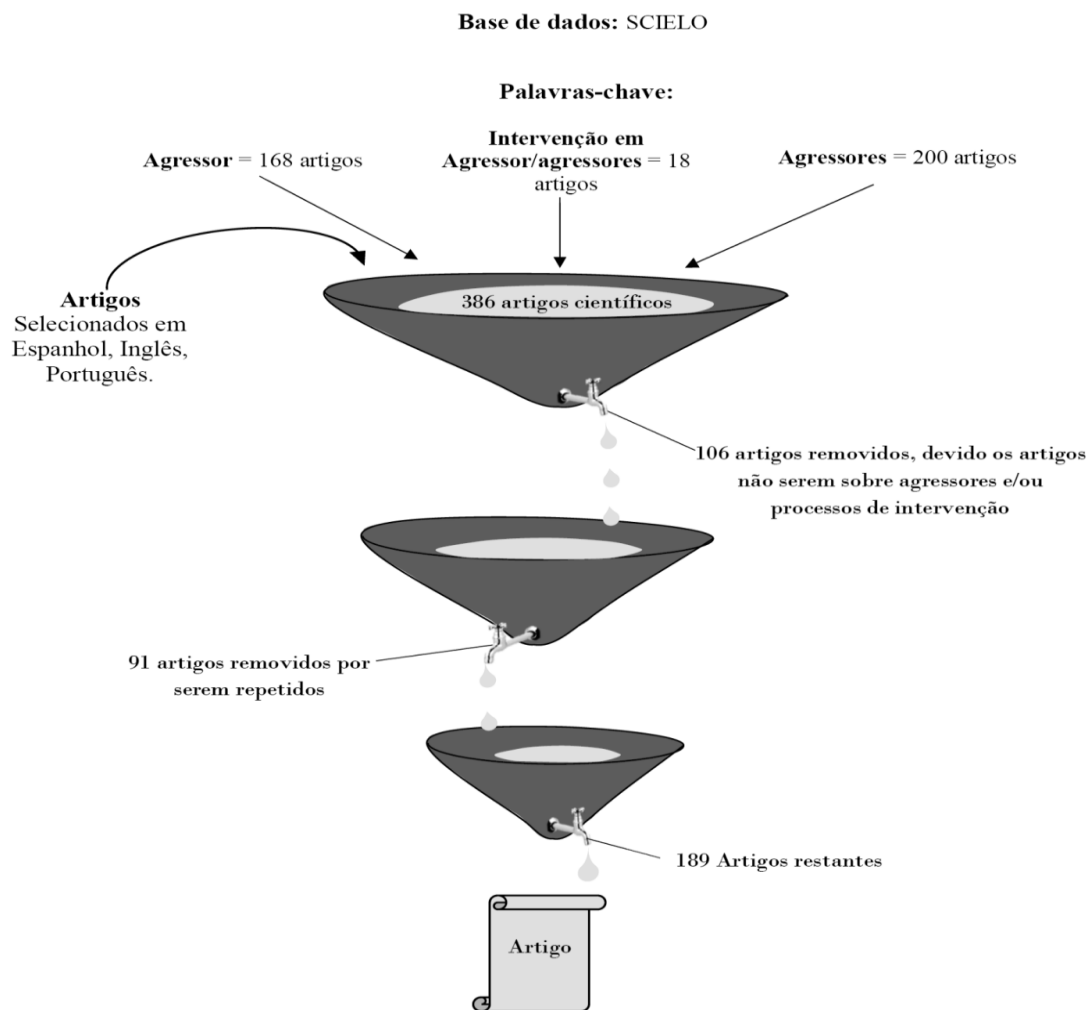 Base de dados: SCIELO
Palavras-chave:
Agressor = 168 artigos
Intervenção em
Agressor/agressores = 18
artigos
Agressores = 200 artigos
Artigos
Selecionados em
Espanhol, Inglês,
Português.
386 artigos científicos
106 artigos removidos, devido os artigos
não serem sobre agressores e/ou
processos de intervenção
91 artigos removidos por
serem repetidos
189 Artigos restantes
Artigo